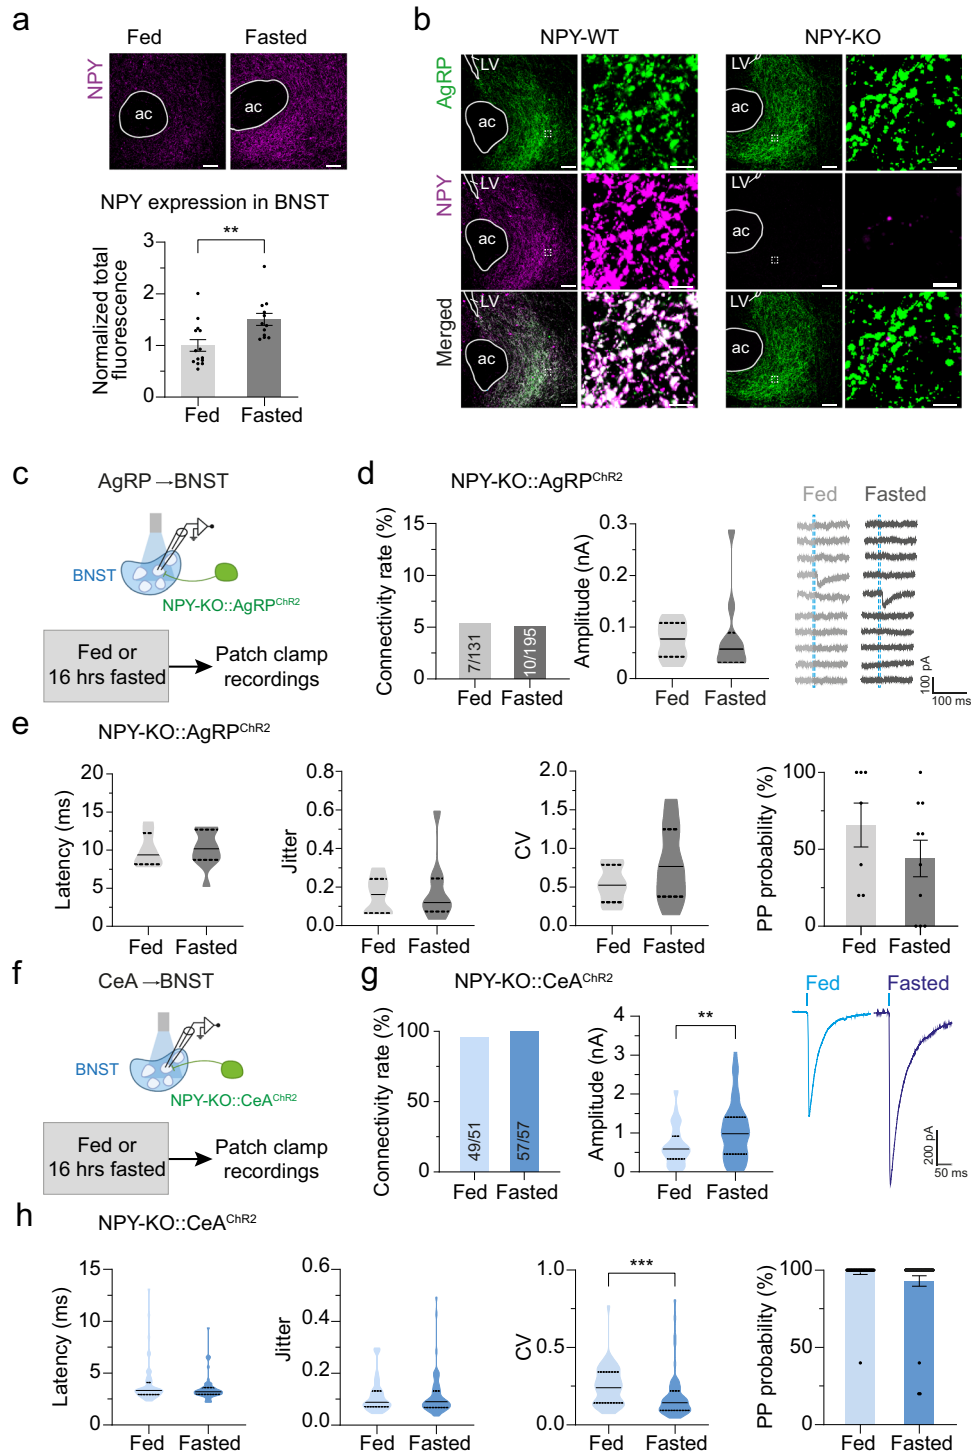 a
Fed
Fasted
NPY
ac
ac
NPY expression in BNST
Normalized total
fluorescence
3
2
1
0
**
Fed
Fasted
b
NPY-WT
NPY-KO
AgRP
LV
ac
LV
ac
NPY
LV
ac
LV
ac
Merged
LV
ac
LV
ac
c
AgRP→BNST
BNST
NPY-KO::AgRPChR2
Fed or
16 hrs fasted
Patch clamp
recordings
d
NPY-KO::AgRPChR2
Connectivity rate (%)
15
10
5
0
7/131
10/195
Fed
Fasted
Amplitude (nA)
0.3
0.2
0.1
0
Fed
Fasted
Fed
Fasted
100 pA
100 ms
e
NPY-KO::AgRPChR2
Latency (ms)
20
15
10
5
0
Fed
Fasted
Jitter
0.8
0.6
0.4
0.2
0.0
Fed
Fasted
CV
2.0
1.5
1.0
0.5
0.0
Fed
Fasted
PP probability (%)
100
50
0
Fed
Fasted
f
CeA→BNST
BNST
NPY-KO::CeAChR2
Fed or
16 hrs fasted
Patch clamp
recordings
g
NPY-KO::CeAChR2
Connectivity rate (%)
100
50
0
49/51
57/57
Fed
Fasted
Amplitude (nA)
4
3
2
1
0
**
Fed
Fasted
Fed
Fasted
200 pA
50 ms
h
NPY-KO::CeAChR2
Latency (ms)
15
10
5
0
Fed
Fasted
Jitter
0.6
0.4
0.2
0.0
Fed
Fasted
CV
1.0
0.5
0.0
***
Fed
Fasted
PP probability (%)
100
50
0
Fed
Fasted